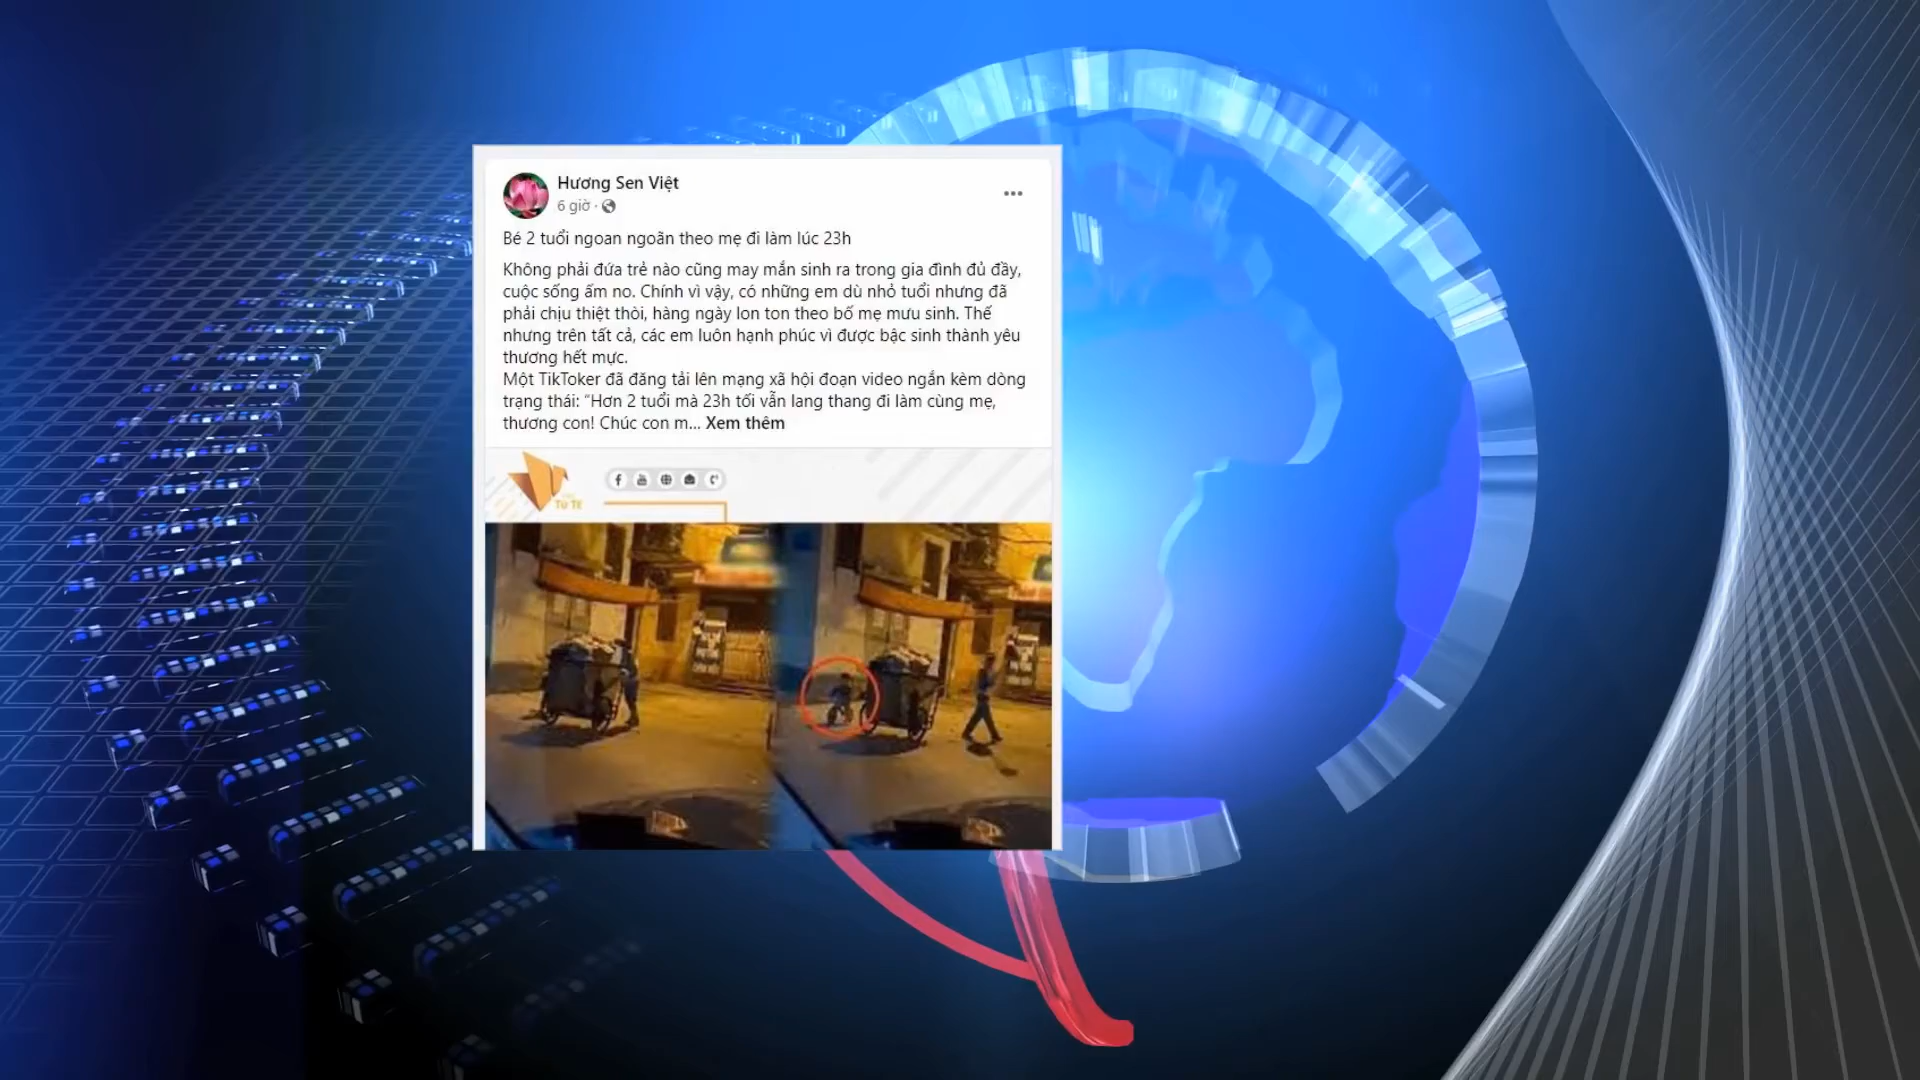 Hương Sen Việt
6 giờ ·
Bé 2 tuổi ngoan ngoãn theo mẹ đi làm lúc 23h
Không phải đứa trẻ nào cũng may mắn sinh ra trong gia đình đủ đầy,
cuộc sống ấm no. Chính vì vậy, có những em dù nhỏ tuổi nhưng đã
phải chịu thiệt thòi, hàng ngày lon ton theo bố mẹ mưu sinh. Thế
nhưng trên tất cả, các em luôn hạnh phúc vì được bậc sinh thành yêu
thương hết mực.
Một TikToker đã đăng tải lên mạng xã hội đoạn video ngắn kèm dòng
trạng thái: “Hơn 2 tuổi mà 23h tối vẫn lang thang đi làm cùng mẹ,
thương con! Chúc con m... Xem thêm
TỬ TẾ